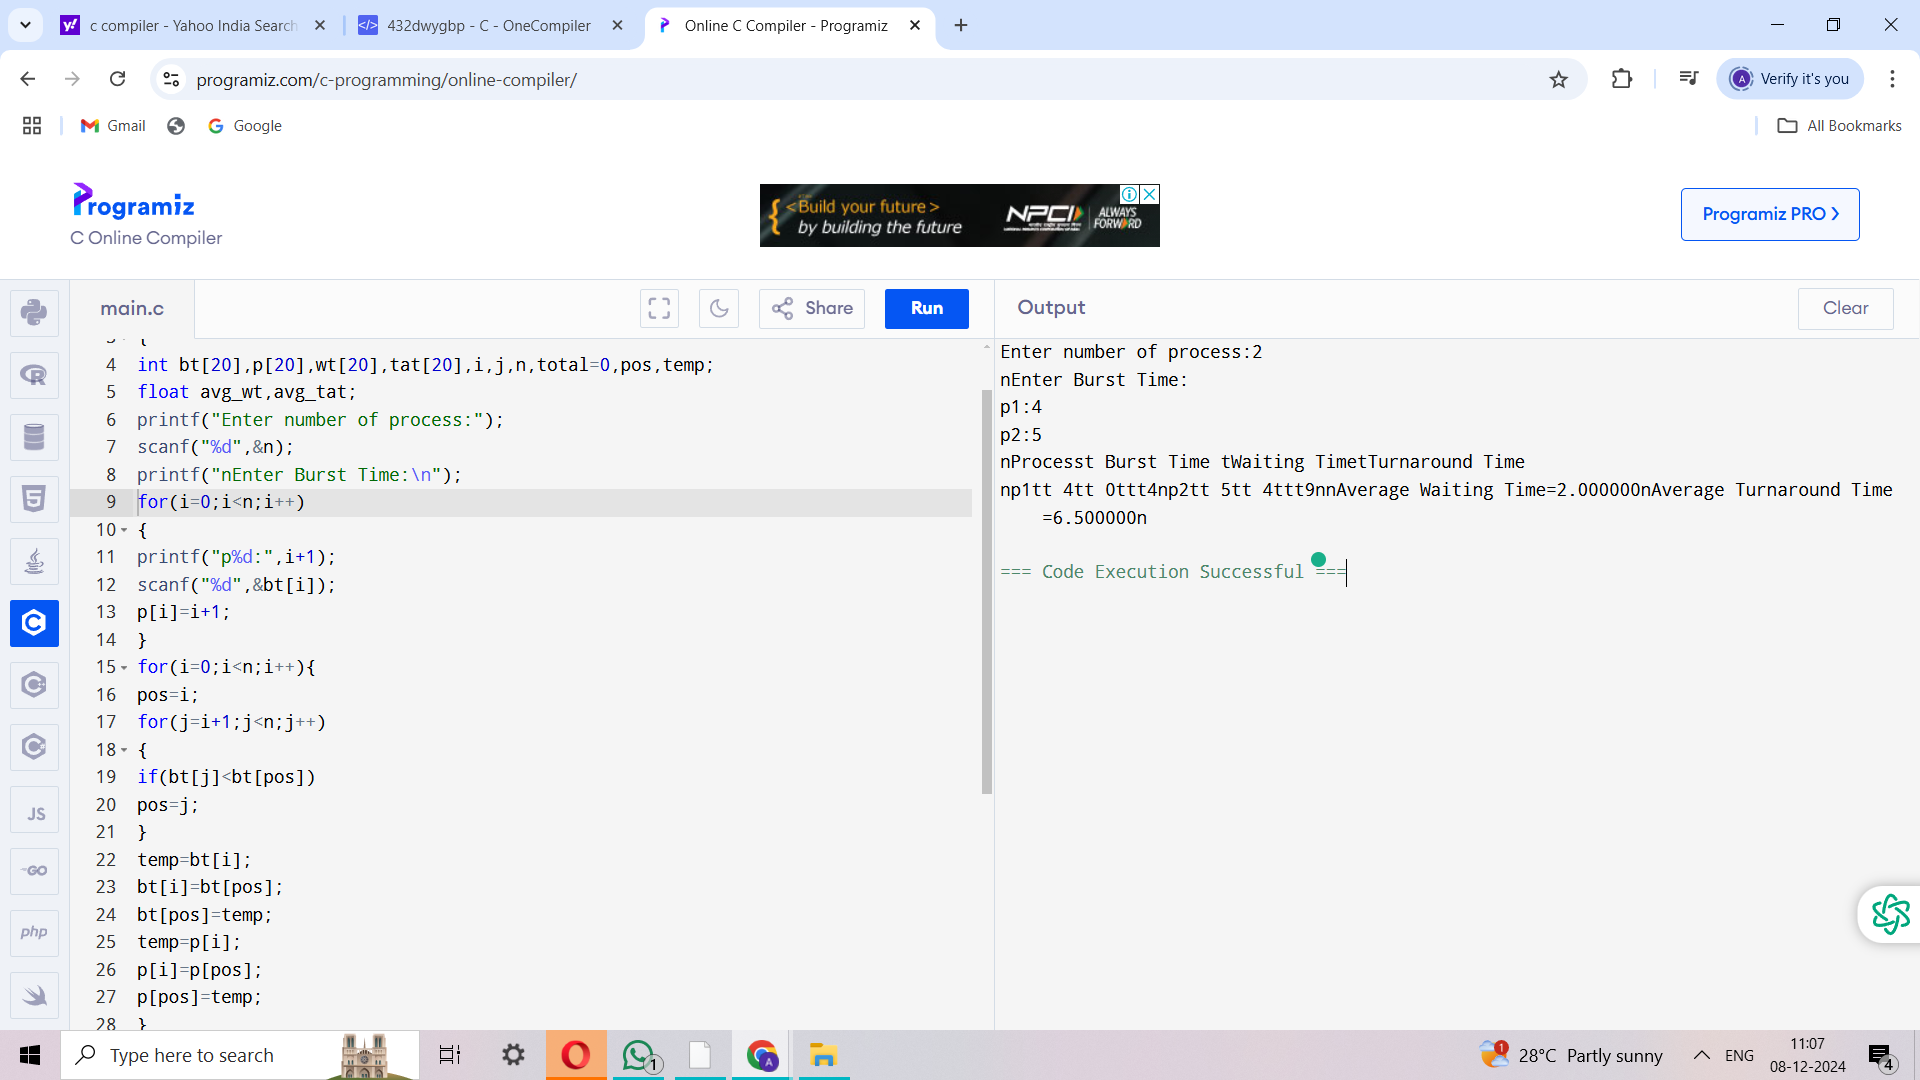 c compiler - Yahoo India Search
432dwygbp - C - OneCompiler
Online C Compiler - Programiz
programiz.com/c-programming/online-compiler/
A
Verify it's you
Gmail
Google
All Bookmarks
Programiz
C Online Compiler
<Build your future>
by building the future
NPCI
ALWAYS
FORWARD
Programiz PRO
main.c
Share
Run
Output
Clear
3 {
4 int bt[20],p[20],wt[20],tat[20],i,j,n,total=0,pos,temp;
5 float avg_wt,avg_tat;
6 printf("Enter number of process:");
7 scanf("%d",&n);
8 printf("nEnter Burst Time:\n");
9 for(i=0;i<n;i++)
10 {
11 printf("p%d:",i+1);
12 scanf("%d",&bt[i]);
13 p[i]=i+1;
14 }
15 for(i=0;i<n;i++){
16 pos=i;
17 for(j=i+1;j<n;j++)
18 {
19 if(bt[j]<bt[pos])
20 pos=j;
21 }
22 temp=bt[i];
23 bt[i]=bt[pos];
24 bt[pos]=temp;
25 temp=p[i];
26 p[i]=p[pos];
27 p[pos]=temp;
28 }
Enter number of process:2
nEnter Burst Time:
p1:4
p2:5
nProcesst Burst Time tWaiting TimetTurnaround Time
np1tt 4tt 0ttt4np2tt 5tt 4ttt9nnAverage Waiting Time=2.000000nAverage Turnaround Time
=6.500000n
=== Code Execution Successful ===
R
5
C
JS
GO
php
Type here to search
1
A
1
28°C Partly sunny
ENG
11:07
08-12-2024
4